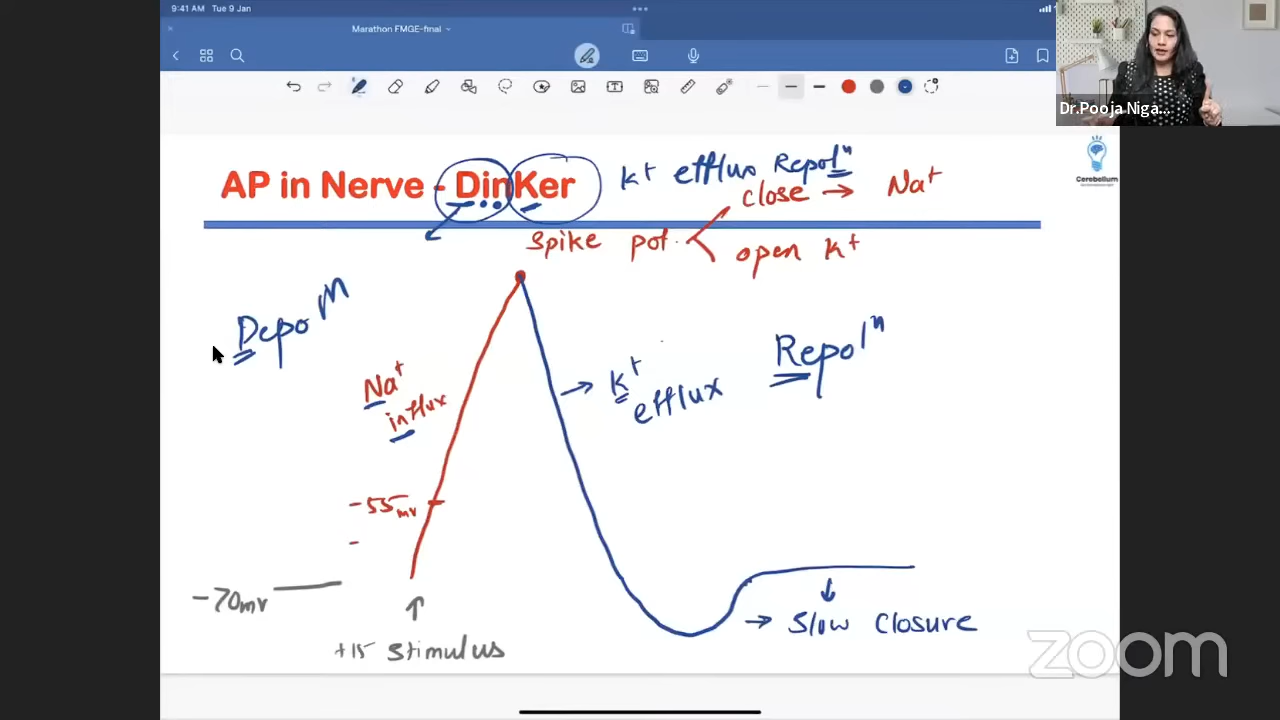 9:41 AM Tue 9 Jan
Marathon FMGE-final
Dr.Pooja Niga...
Cerebellum
AP in Nerve - DinKer
K+ efflux Repolⁿ
close → Na+
Spike pot.
open K+
Depolⁿ
Na+
influx
→ K+
efflux
Repolⁿ
-55mv
-
-70mv
↑
+15 Stimulus
→ Slow closure
zoom